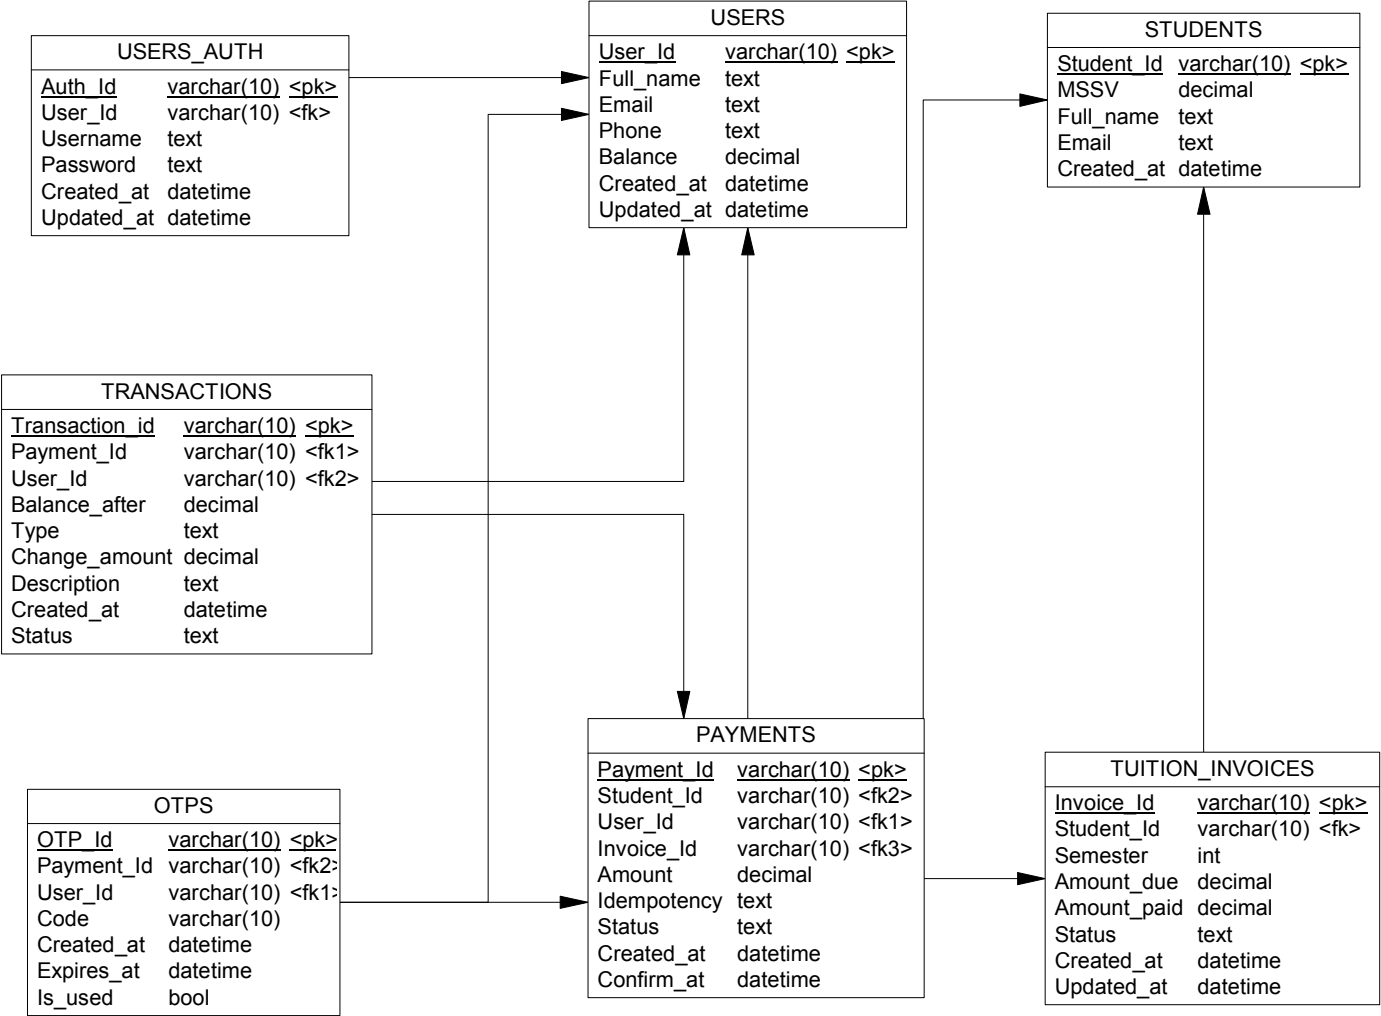 USERS_AUTH
Auth_Id varchar(10) <pk>
User_Id varchar(10) <fk>
Username text
Password text
Created_at datetime
Updated_at datetime
USERS
User_Id varchar(10) <pk>
Full_name text
Email text
Phone text
Balance decimal
Created_at datetime
Updated_at datetime
STUDENTS
Student_Id varchar(10) <pk>
MSSV decimal
Full_name text
Email text
Created_at datetime
TRANSACTIONS
Transaction_id varchar(10) <pk>
Payment_Id varchar(10) <fk1>
User_Id varchar(10) <fk2>
Balance_after decimal
Type text
Change_amount decimal
Description text
Created_at datetime
Status text
OTPS
OTP_Id varchar(10) <pk>
Payment_Id varchar(10) <fk2>
User_Id varchar(10) <fk1>
Code varchar(10)
Created_at datetime
Expires_at datetime
Is_used bool
PAYMENTS
Payment_Id varchar(10) <pk>
Student_Id varchar(10) <fk2>
User_Id varchar(10) <fk1>
Invoice_Id varchar(10) <fk3>
Amount decimal
Idempotency text
Status text
Created_at datetime
Confirm_at datetime
TUITION_INVOICES
Invoice_Id varchar(10) <pk>
Student_Id varchar(10) <fk>
Semester int
Amount_due decimal
Amount_paid decimal
Status text
Created_at datetime
Updated_at datetime